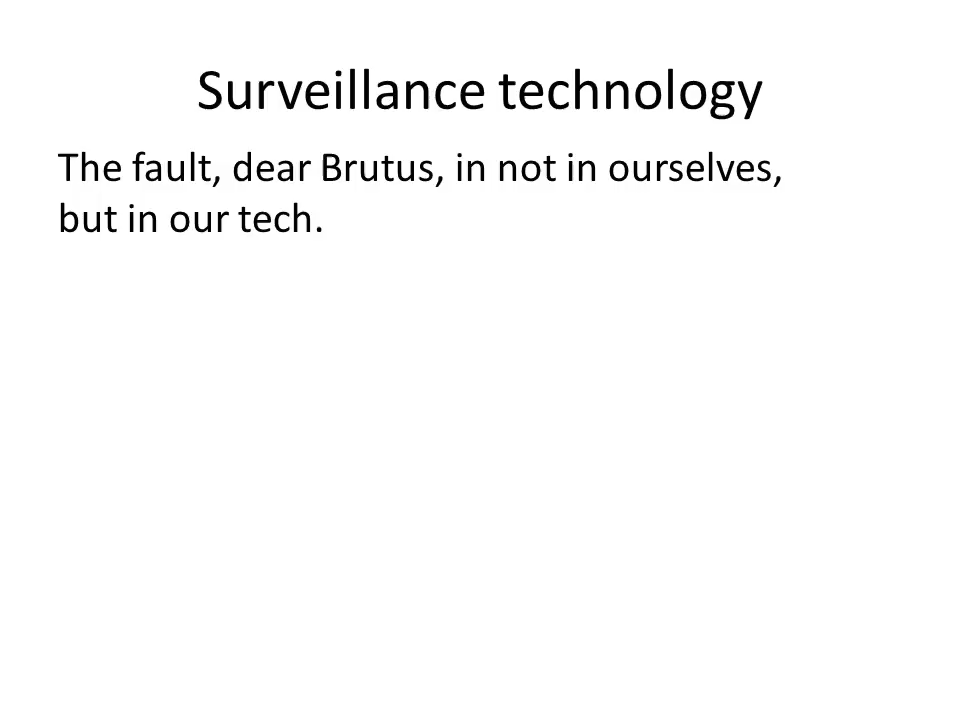 Surveillance technology
The fault, dear Brutus, in not in ourselves,
but in our tech.